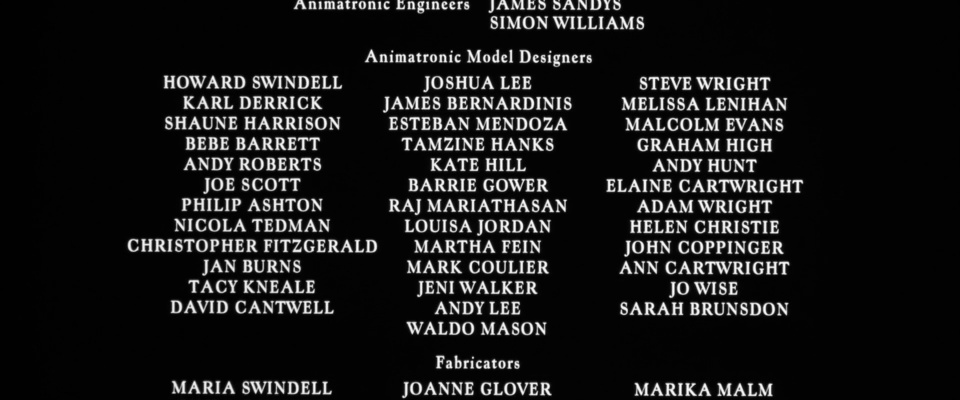 Animatronic Engineers JAMES SANDYS
SIMON WILLIAMS
Animatronic Model Designers
HOWARD SWINDELL JOSHUA LEE STEVE WRIGHT
KARL DERRICK JAMES BERNARDINIS MELISSA LENIHAN
SHAUNE HARRISON ESTEBAN MENDOZA MALCOLM EVANS
BEBE BARRETT TAMZINE HANKS GRAHAM HIGH
ANDY ROBERTS KATE HILL ANDY HUNT
JOE SCOTT BARRIE GOWER ELAINE CARTWRIGHT
PHILIP ASHTON RAJ MARIATHASAN ADAM WRIGHT
NICOLA TEDMAN LOUISA JORDAN HELEN CHRISTIE
CHRISTOPHER FITZGERALD MARTHA FEIN JOHN COPPINGER
JAN BURNS MARK COULIER ANN CARTWRIGHT
TACY KNEALE JENI WALKER JO WISE
DAVID CANTWELL ANDY LEE SARAH BRUNSDON
WALDO MASON
Fabricators
MARIA SWINDELL JOANNE GLOVER MARIKA MALM